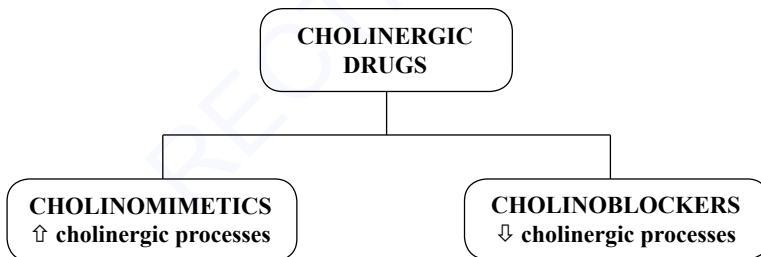 CHOLINERGIC
DRUGS
CHOLINOMIMETICS
⇧ cholinergic processes
CHOLINOBLOCKERS
⇩ cholinergic processes